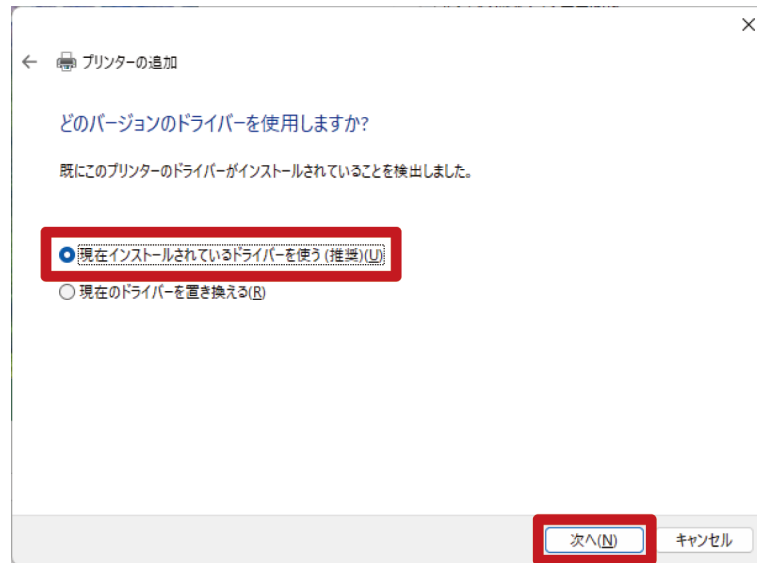 プリンターの追加
どのバージョンのドライバーを使用しますか?
既にこのプリンターのドライバーがインストールされていることを検出しました。
現在インストールされているドライバーを使う (推奨)(U)
現在のドライバーを置き換える(R)
次へ(N)
キャンセル